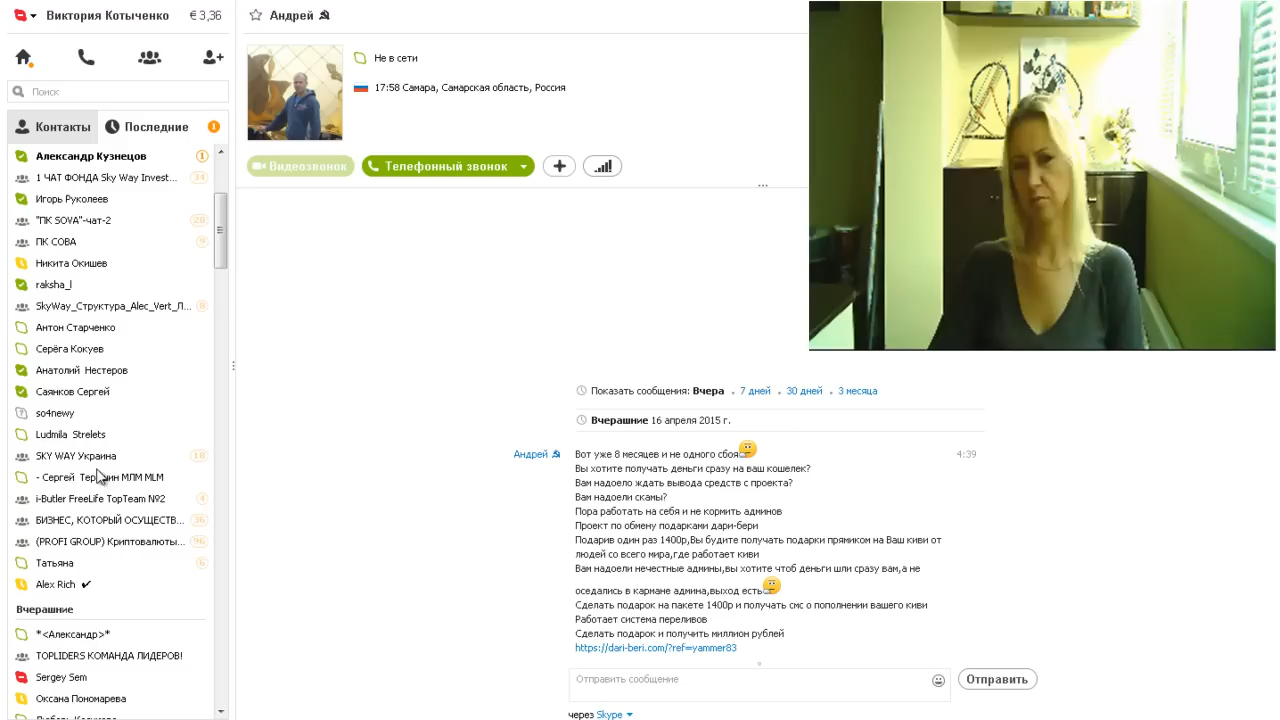 Виктория Котыченко
€ 3,36
Поиск
Контакты
Последние
1
Александр Кузнецов
1
1 ЧАТ ФОНДА Sky Way Invest...
34
Игорь Руколеев
"ПК SOVA"-чат-2
28
ПК СОВА
9
Никита Окишев
raksha_l
SkyWay_Структура_Alec_Vert_Л...
8
Антон Старченко
Серёга Кокуев
Анатолий Нестеров
Саянков Сергей
so4newy
Ludmila Strelets
SKY WAY Украина
18
- Сергей МЛМ MLM
i-Butler FreeLife TopTeam №2
4
БИЗНЕС, КОТОРЫЙ ОСУЩЕСТВ...
36
(PROFI GROUP) Криптовалюты...
96
Татьяна
6
Alex Rich ✔
Вчерашние
*<Александр>*
TOPLIDERS КОМАНДА ЛИДЕРОВ!
Sergey Sem
Оксана Пономарева
Андрей ☭
Не в сети
17:58 Самара, Самарская область, Россия
Видеозвонок
Телефонный звонок
Показать сообщения: Вчера . 7 дней . 30 дней . 3 месяца
Вчерашние 16 апреля 2015 г.
Андрей ☭
4:39
Вот уже 8 месяцев и не одного сбоя
Вы хотите получать деньги сразу на ваш кошелек?
Вам надоело ждать вывода средств с проекта?
Вам надоели скамы?
Пора работать на себя и не кормить админов
Проект по обмену подарками дари-бери
Подарив один раз 1400р,Вы будите получать подарки прямиком на Ваш киви от
людей со всего мира,где работает киви
Вам надоели нечестные админы,вы хотите чтоб деньги шли сразу вам,а не
оседались в кармане админа,выход есть
Сделать подарок на пакете 1400р и получать смс о пополнении вашего киви
Работает система переливов
Сделать подарок и получить миллион рублей
https://dari-beri.com/?ref=yammer83
Отправить сообщение
Отправить
через Skype